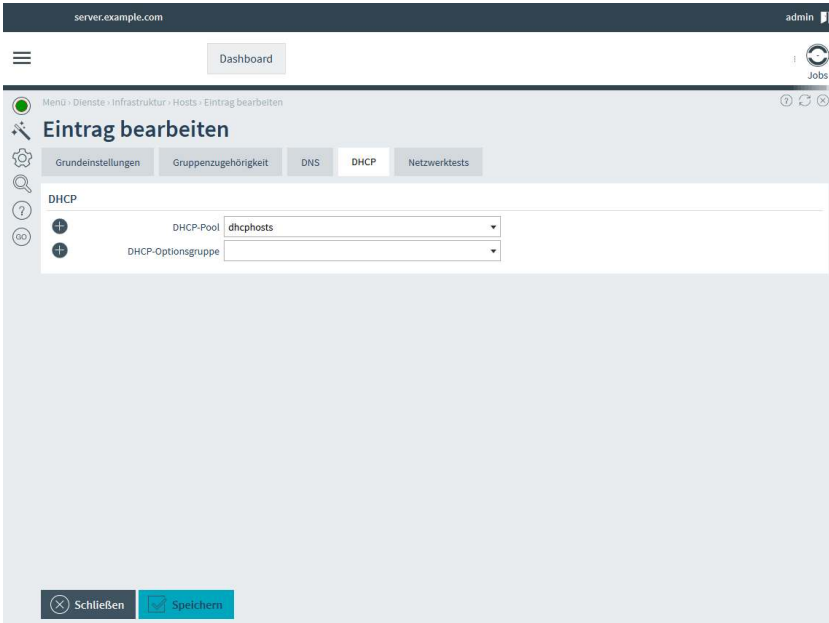 server.example.com admin
Dashboard
Jobs
Menü › Dienste › Infrastruktur › Hosts › Eintrag bearbeiten
Eintrag bearbeiten
Grundeinstellungen Gruppenzugehörigkeit DNS DHCP Netzwerktests
DHCP
DHCP-Pool dhcphosts
DHCP-Optionsgruppe
GO
Schließen Speichern